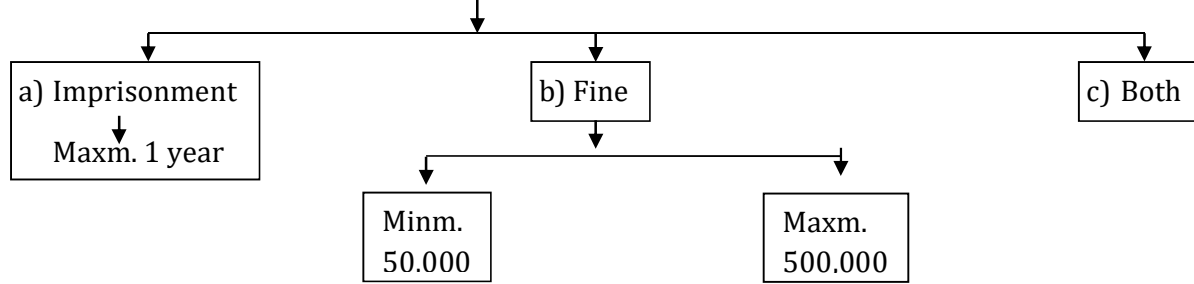 a) Imprisonment
Maxm. 1 year
b) Fine
c) Both
Minm.
50,000
Maxm.
500,000